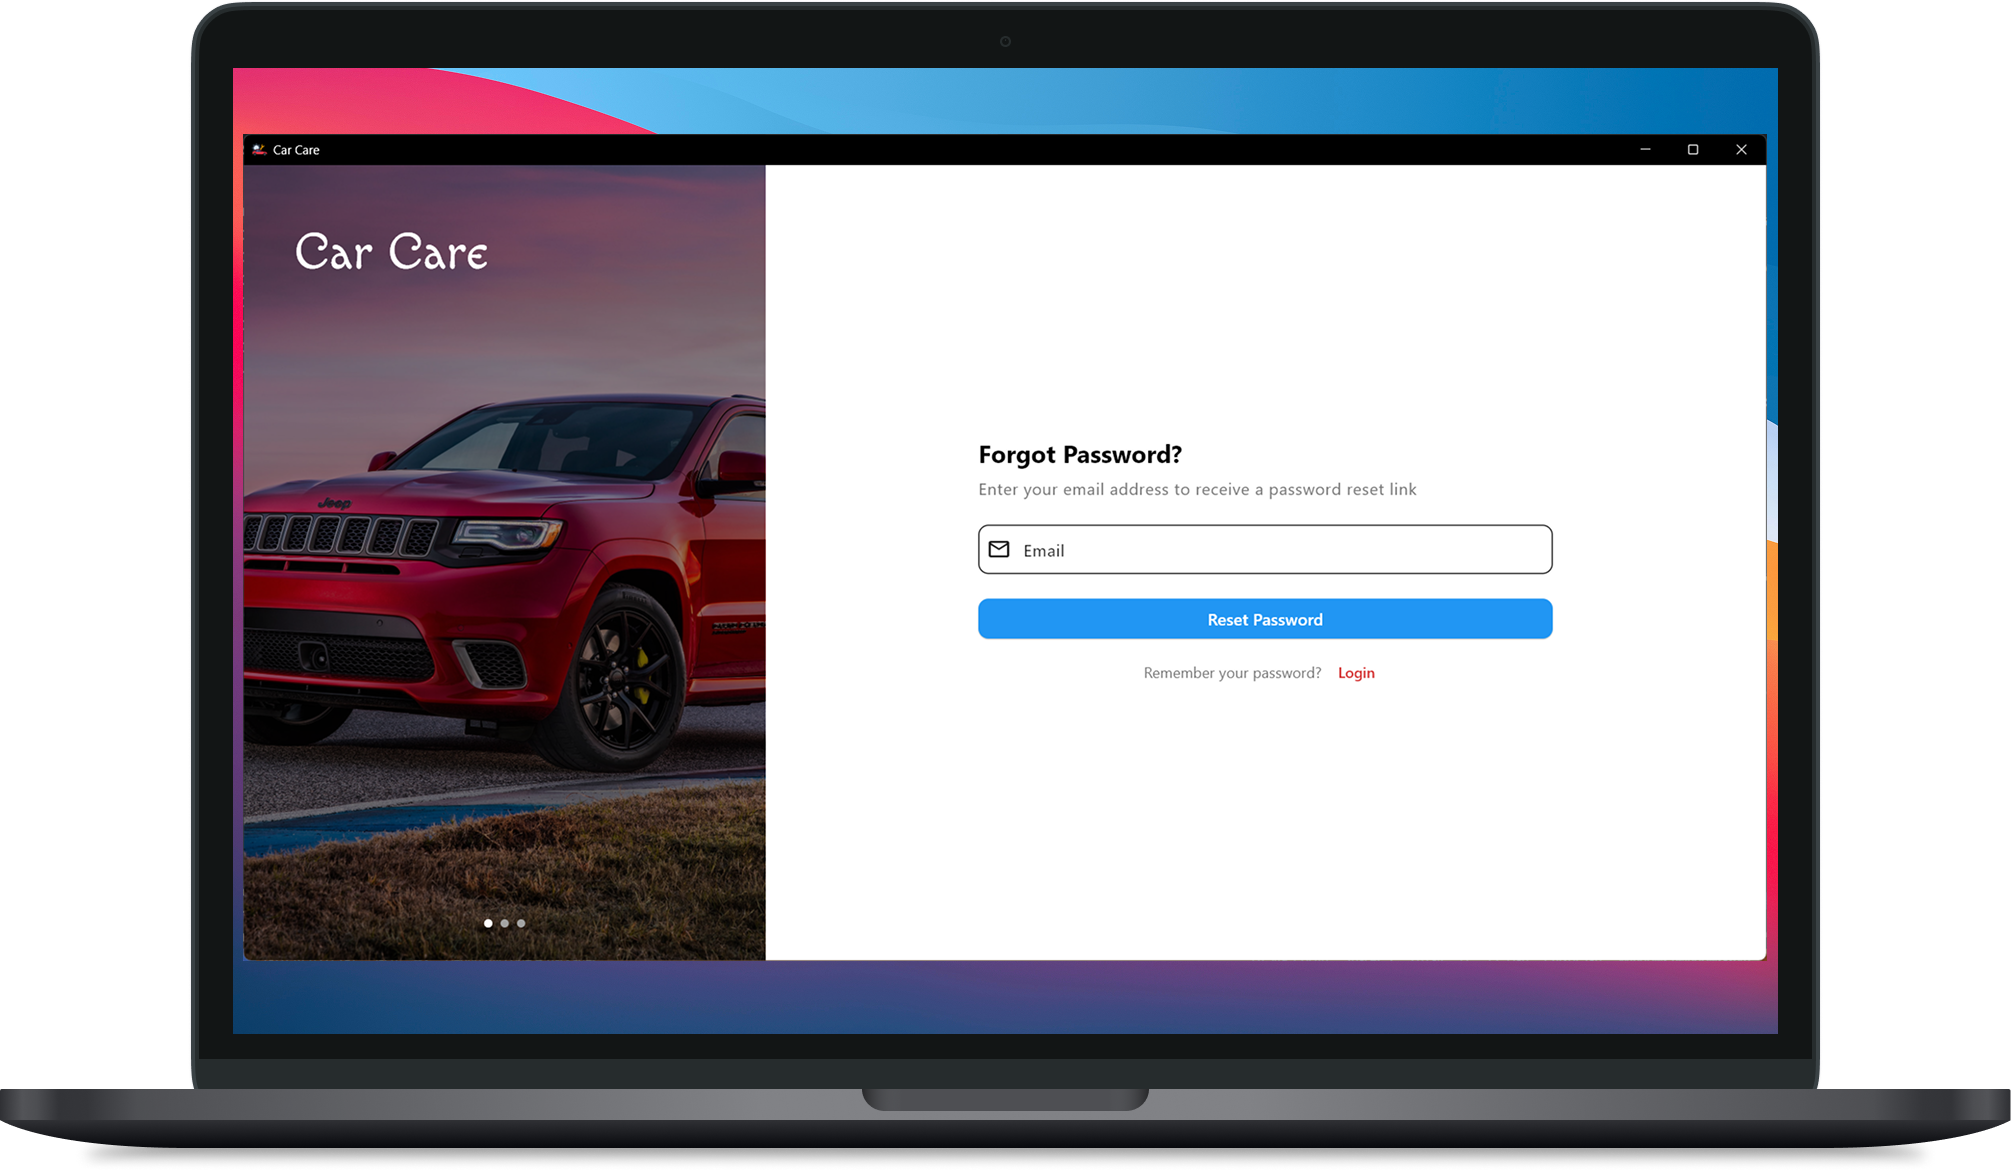 Car Care
Car Care
Jeep
Forgot Password?
Enter your email address to receive a password reset link
Email
Reset Password
Remember your password? Login